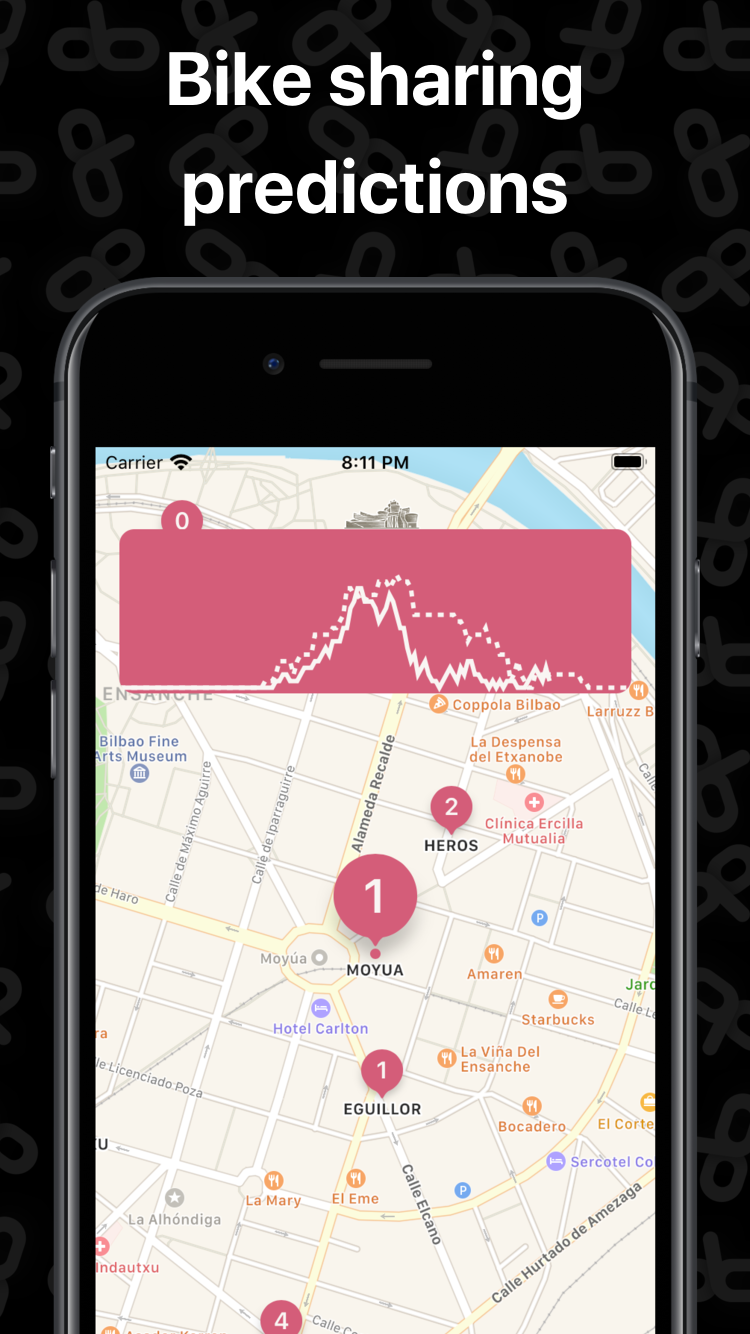 Bike sharing
predictions
Carrier
8:11 PM
0
ENSANCHE
Coppola Bilbao
Larruzz B
Bilbao Fine
Arts Museum
La Despensa
del Etxanobe
Calle de Máximo Aguirre
Calle de Iparraguirre
Alameda Recalde
2
HEROS
Clínica Ercilla
Mutualia
1
de Haro
P
Moyúa
MOYUA
Amaren
Jard
Hotel Carlton
Starbucks
Calle Le
ra
La Viña Del
Ensanche
1
EGUILLOR
le Licenciado Poza
Bocadero
El Corte
XU
Sercotel Co
La Mary
El Eme
P
La Alhóndiga
Calle Elcano
Calle Hurtado de Amezaga
Indautxu
4
Calle C